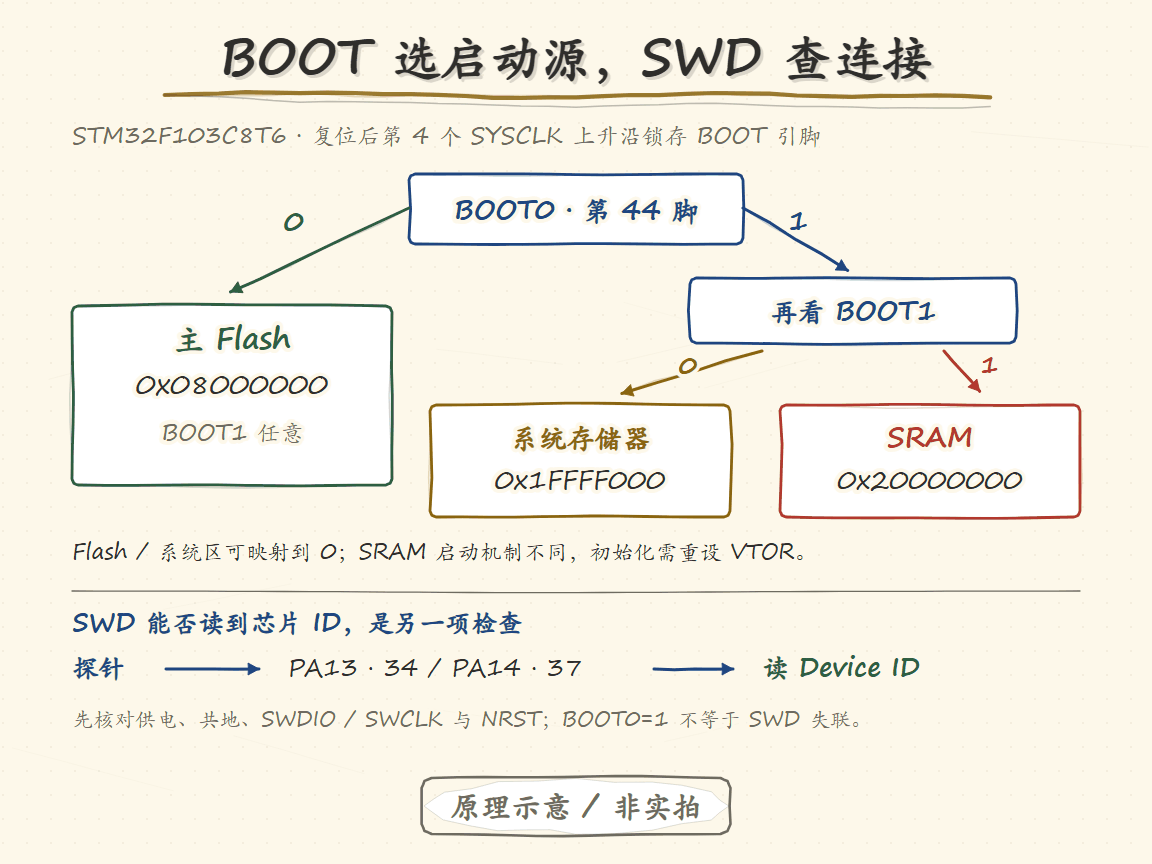 BOOT 选启动源，SWD 查连接
STM32F103C8T6 · 复位后第 4 个 SYSCLK 上升沿锁存 BOOT 引脚
BOOT0 · 第 44 脚
0
1
再看 BOOT1
主 Flash
0x08000000
BOOT1 任意
0
1
系统存储器
0x1FFFF000
SRAM
0x20000000
Flash / 系统区可映射到 0；SRAM 启动机制不同，初始化需重设 VTOR。
SWD 能否读到芯片 ID，是另一项检查
探针 PA13 · 34 / PA14 · 37 读 Device ID
先核对供电、共地、SWDIO / SWCLK 与 NRST；BOOT0=1 不等于 SWD 失联。
原理示意 / 非实拍